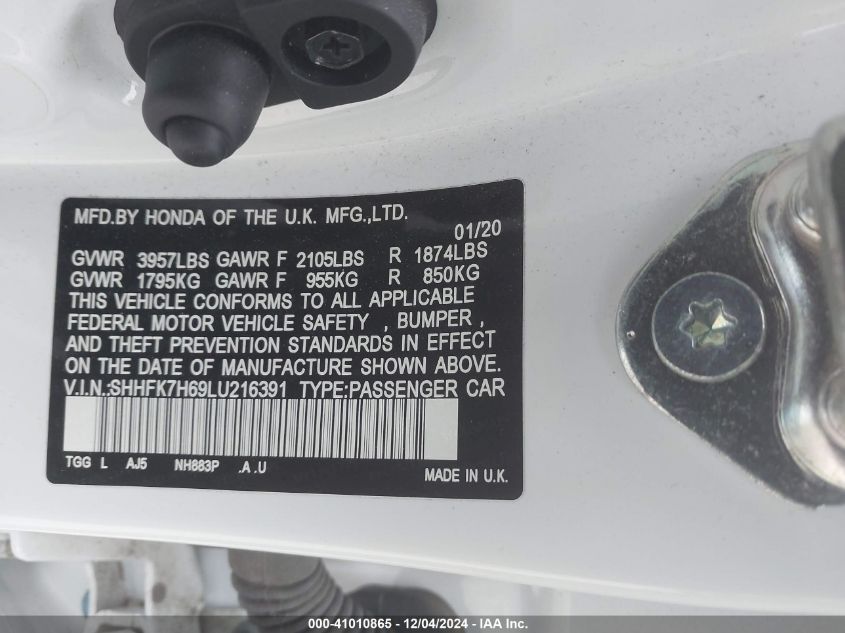 MFD.BY HONDA OF THE U.K. MFG.,LTD.
01/20
GVWR 3957LBS GAWR F 2105LBS R 1874LBS
GVWR 1795KG GAWR F 955KG R 850KG
THIS VEHICLE CONFORMS TO ALL APPLICABLE
FEDERAL MOTOR VEHICLE SAFETY , BUMPER ,
AND THEFT PREVENTION STANDARDS IN EFFECT
ON THE DATE OF MANUFACTURE SHOWN ABOVE.
V.I.N.:SHHFK7H69LU216391 TYPE:PASSENGER CAR
TGG L AJ5 NH883P .A .U
MADE IN U.K.
000-41010865 - 12/04/2024 - IAA Inc.